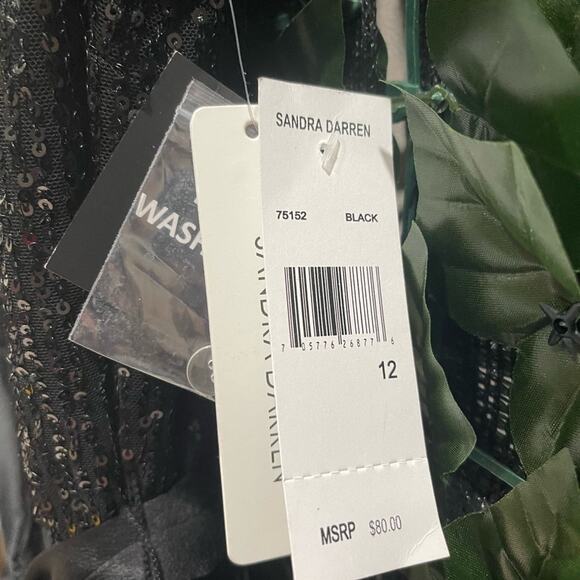 SANDRA DARREN
75152 BLACK
7 05776 26877 6
12
MSRP $80.00
SANDRA DARREN
WASH